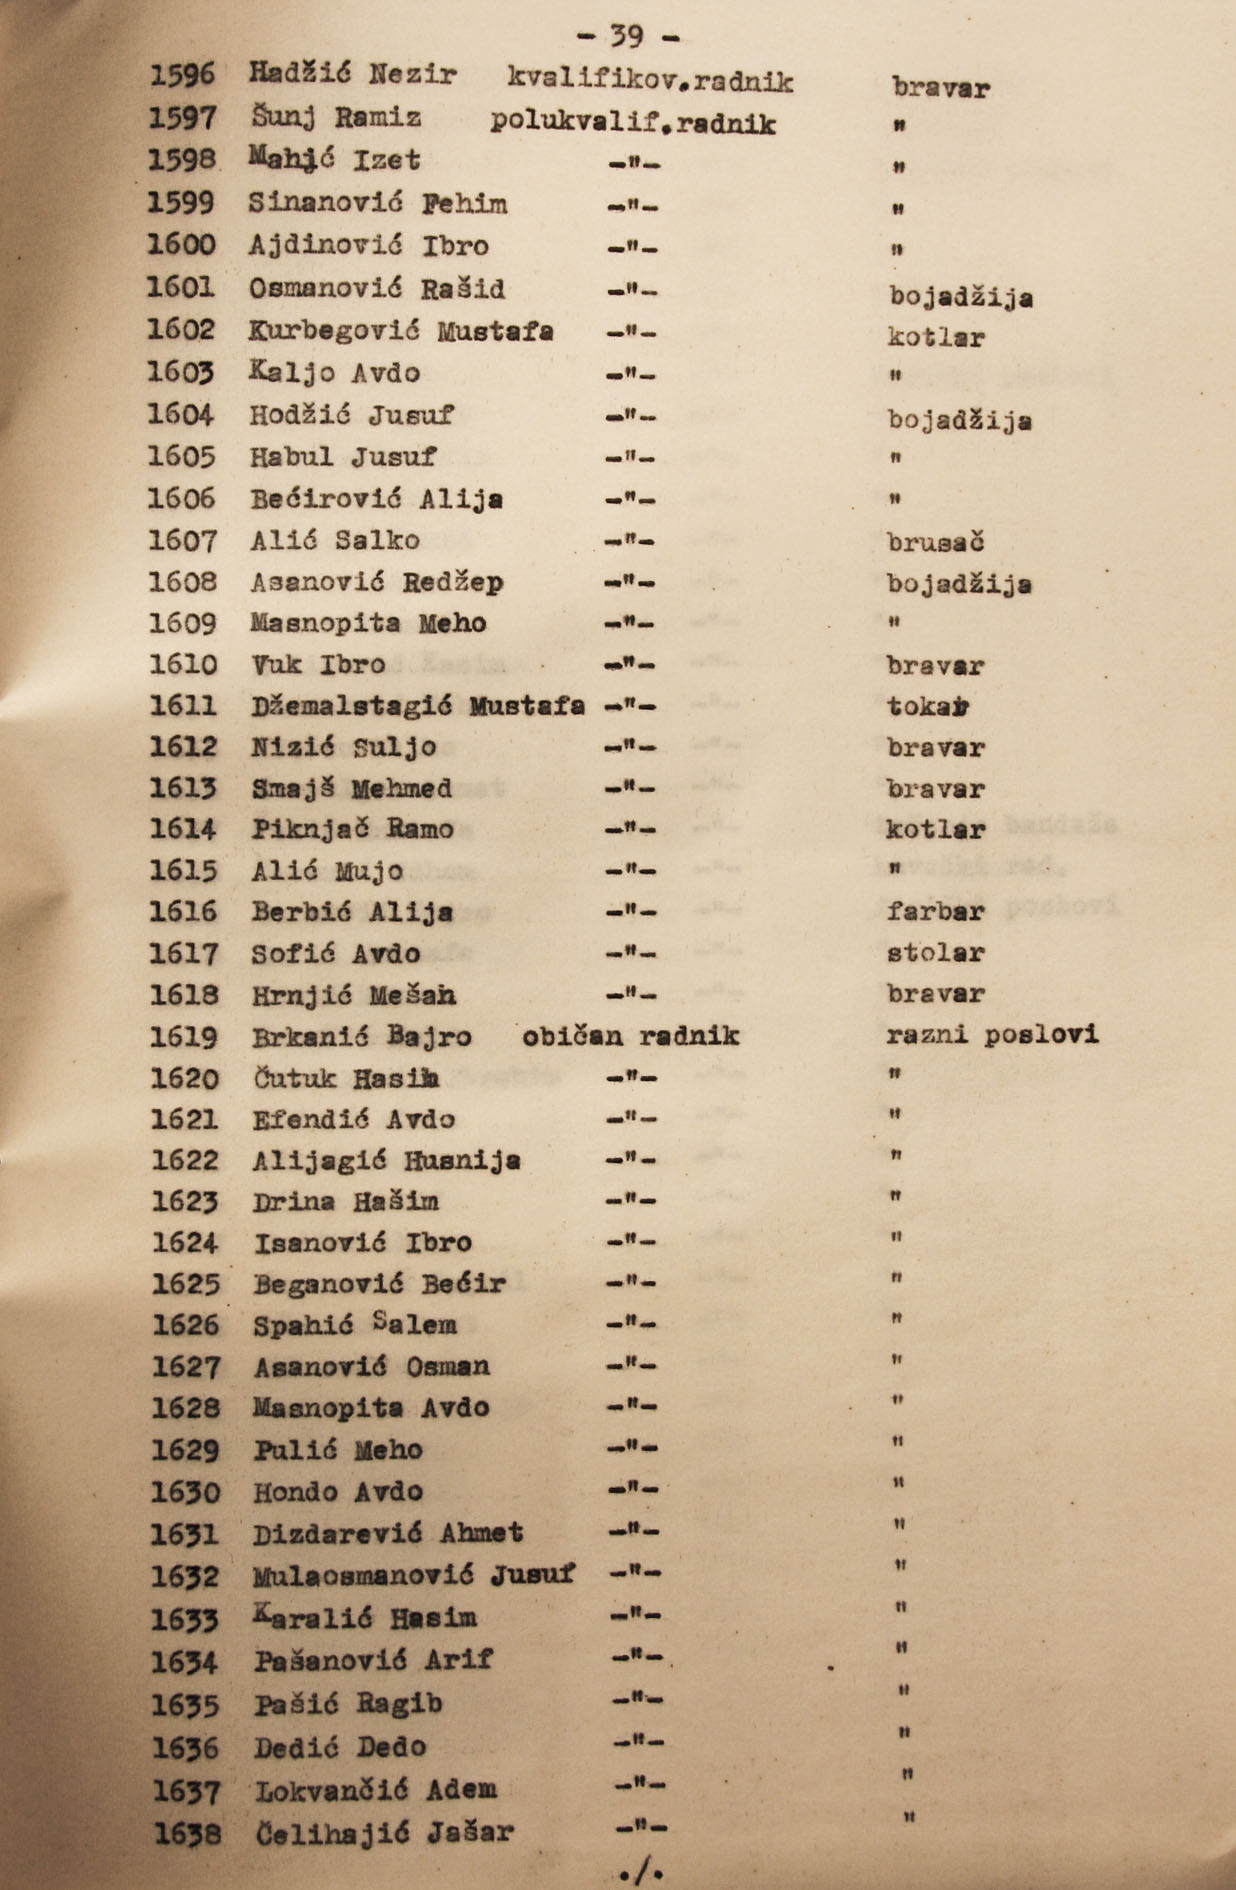 - 39 -
1596 Hadžić Nezir kvalifikov.radnik bravar
1597 Šunj Ramiz polukvalif.radnik "
1598 Mahić Izet -"- "
1599 Sinanović Fehim -"- "
1600 Ajdinović Ibro -"- "
1601 Osmanović Rašid -"- bojadžija
1602 Kurbegović Mustafa -"- kotlar
1603 Kaljo Avdo -"- "
1604 Hodžić Jusuf -"- bojadžija
1605 Habul Jusuf -"- "
1606 Bećirović Alija -"- "
1607 Alić Salko -"- brusač
1608 Asanović Redžep -"- bojadžija
1609 Masnopita Meho -"- "
1610 Vuk Ibro -"- bravar
1611 Džemalstagić Mustafa -"- tokar
1612 Nizić Suljo -"- bravar
1613 Smajš Mehmed -"- bravar
1614 Piknjač Ramo -"- kotlar
1615 Alić Mujo -"- "
1616 Berbić Alija -"- farbar
1617 Sofić Avdo -"- stolar
1618 Hrnjić Mešan -"- bravar
1619 Brkanić Bajro običan radnik razni poslovi
1620 Čutuk Hasib -"- "
1621 Efendić Avdo -"- "
1622 Alijagić Husnija -"- "
1623 Drina Hašim -"- "
1624 Isanović Ibro -"- "
1625 Beganović Bećir -"- "
1626 Spahić Salem -"- "
1627 Asanović Osman -"- "
1628 Masnopita Avdo -"- "
1629 Pulić Meho -"- "
1630 Hondo Avdo -"- "
1631 Dizdarević Ahmet -"- "
1632 Mulaosmanović Jusuf -"- "
1633 Karalić Hasim -"- "
1634 Pašanović Arif -"- "
1635 Pašić Ragib -"- "
1636 Dedić Dedo -"- "
1637 Lokvančić Adem -"- "
1638 Čelihajić Jašar -"- "
./.